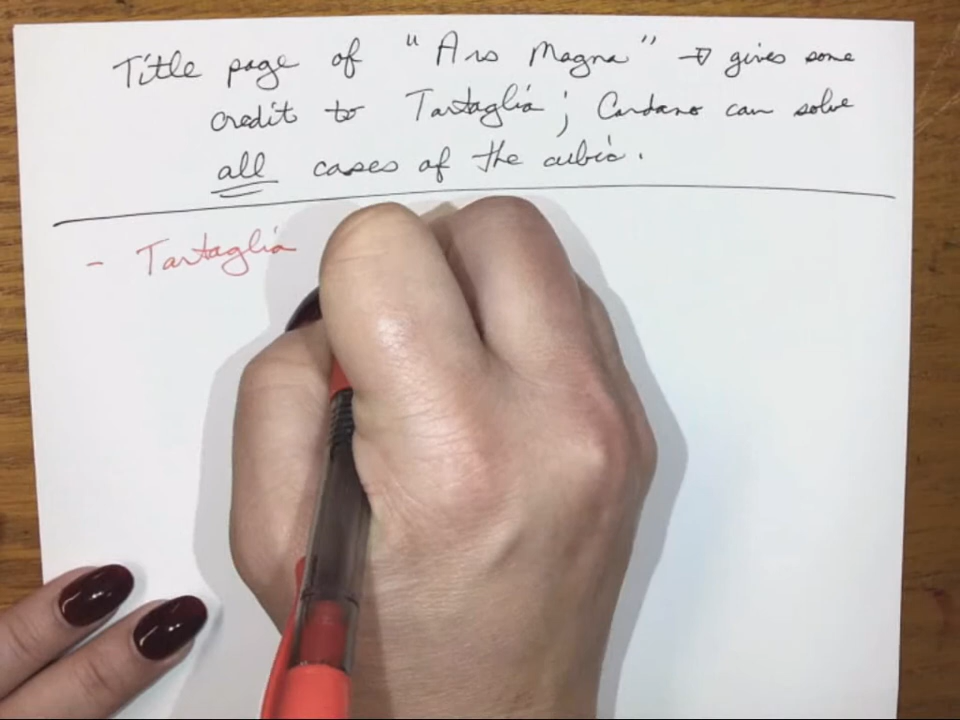 Title page of "Ars Magna" → gives some
credit to Tartaglia; Cardano can solve
all cases of the cubic.
- Tartaglia